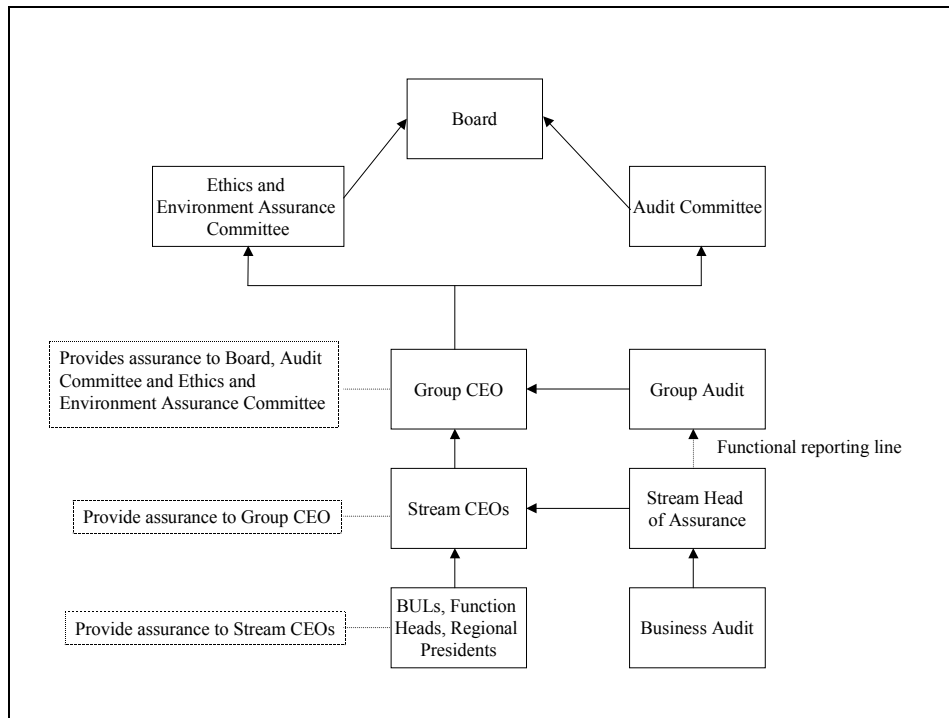 Board
Ethics and
Environment Assurance
Committee
Audit Committee
Provides assurance to Board, Audit
Committee and Ethics and
Environment Assurance Committee
Group CEO
Group Audit
Functional reporting line
Provide assurance to Group CEO
Stream CEOs
Stream Head
of Assurance
Provide assurance to Stream CEOs
BULs, Function
Heads, Regional
Presidents
Business Audit